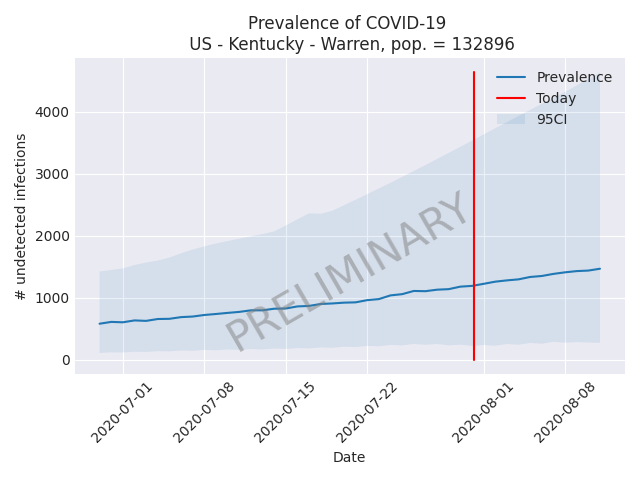 Prevalence of COVID-19
US - Kentucky - Warren, pop. = 132896
Prevalence
Today
95CI
4000
3000
2000
1000
0
# undetected infections
PRELIMINARY
2020-07-01
2020-07-08
2020-07-15
2020-07-22
2020-08-01
2020-08-08
Date